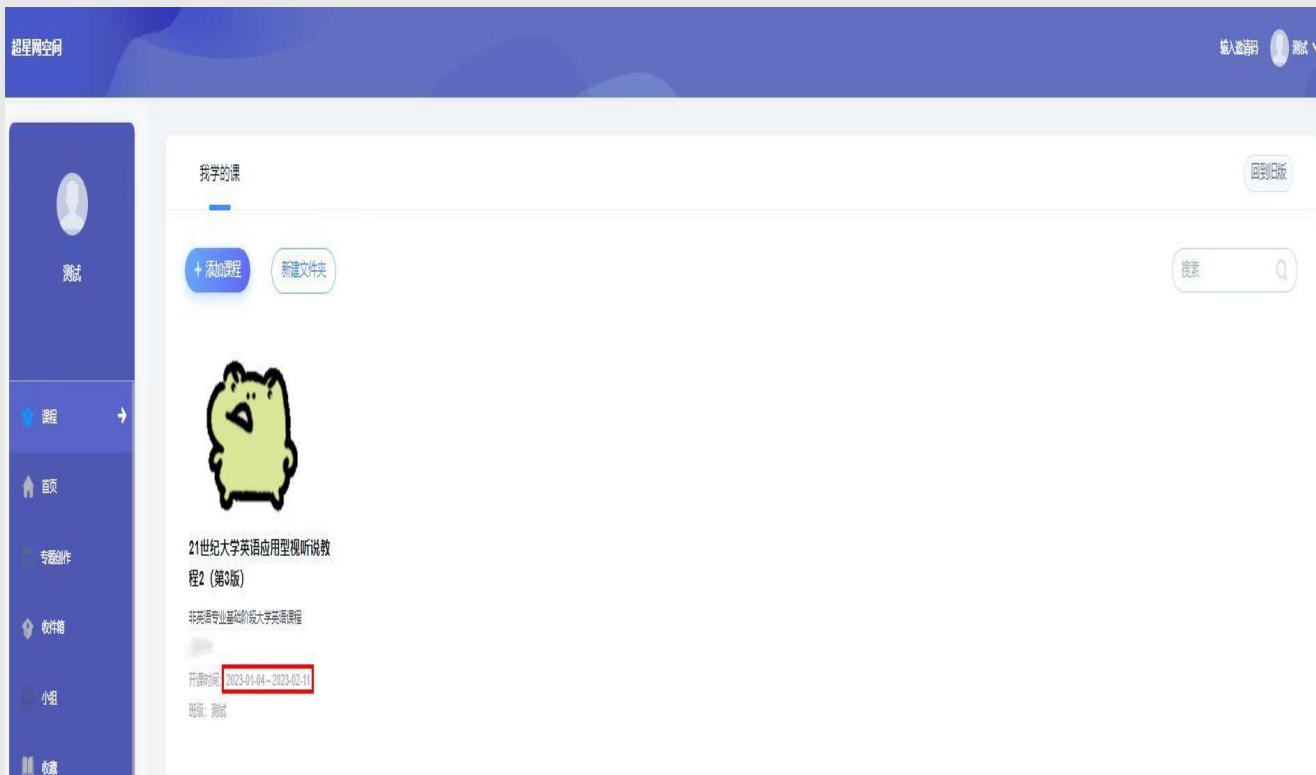 超星网空间
输入邀请码 测试
测试
课程
首页
专题创作
收件箱
小组
收藏
我学的课
回到旧版
+ 添加课程 新建文件夹
搜索
21世纪大学英语应用型视听说教
程2（第3版）
非英语专业基础阶段大学英语课程
开课时间: 2023-01-04～2023-02-11
班级：测试